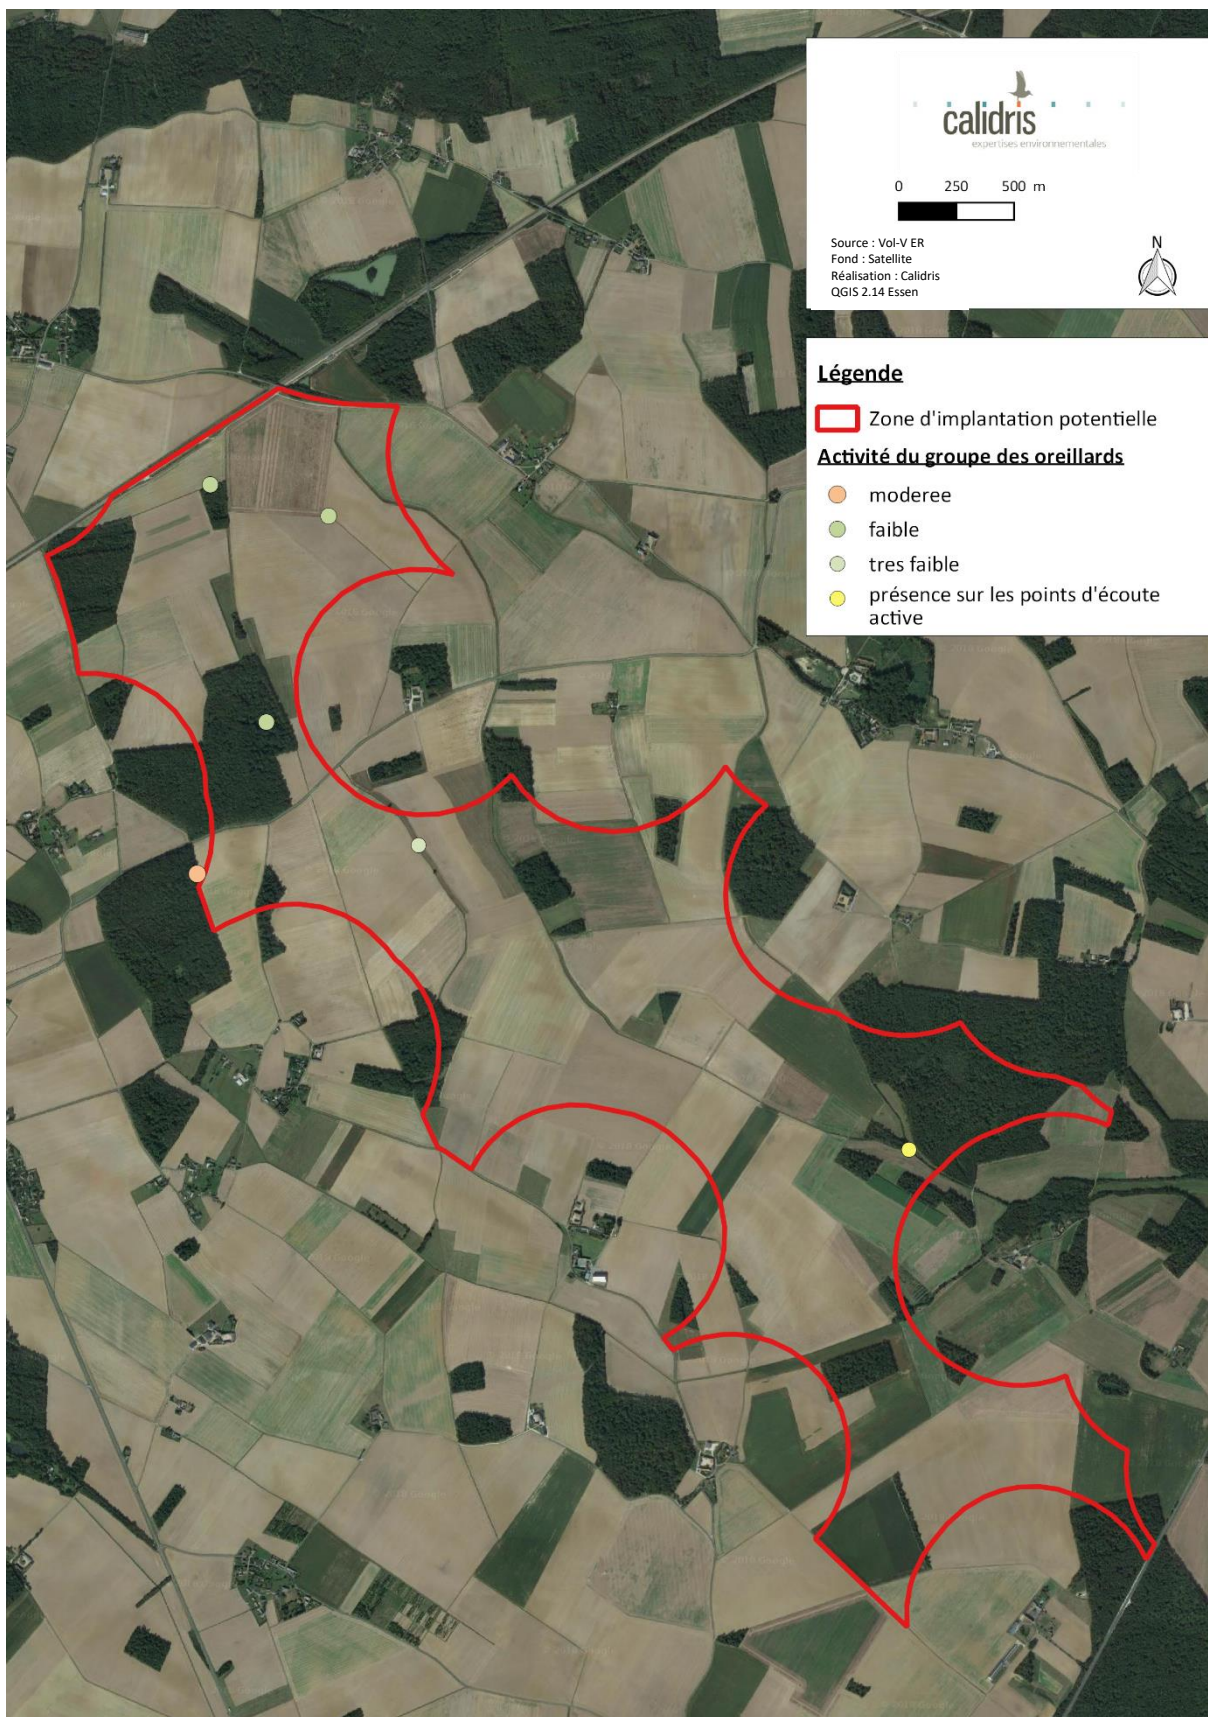 calidris
expertises environnementales
0 250 500 m
Source : Vol-V ER
Fond : Satellite
Réalisation : Calidris
QGIS 2.14 Essen
N
Légende
Zone d'implantation potentielle
Activité du groupe des oreillards
moderee
faible
tres faible
présence sur les points d'écoute
active